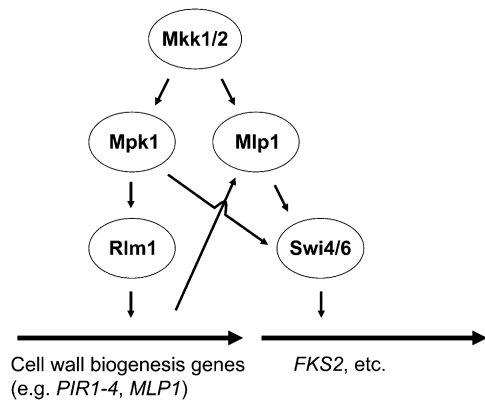 Mkk1/2
Mpk1
Mlp1
Rlm1
Swi4/6
Cell wall biogenesis genes
(e.g. PIR1-4, MLP1)
FKS2, etc.